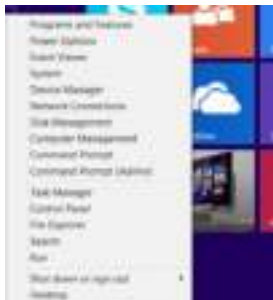 Programs and Features
Power Options
Event Viewer
System
Device Manager
Network Connections
Disk Management
Computer Management
Command Prompt
Command Prompt (Admin)
Task Manager
Control Panel
File Explorer
Search
Run
Shut down or sign out
Desktop